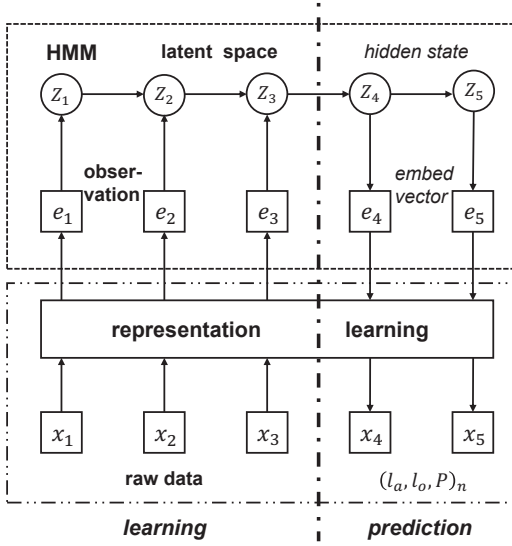 HMM latent space hidden state
Z₁ Z₂ Z₃ Z₄ Z₅
obser-
vation
embed
vector
e₁ e₂ e₃ e₄ e₅
representation learning
x₁ x₂ x₃ x₄ x₅
raw data (lₐ, lₒ, P)ₙ
learning prediction